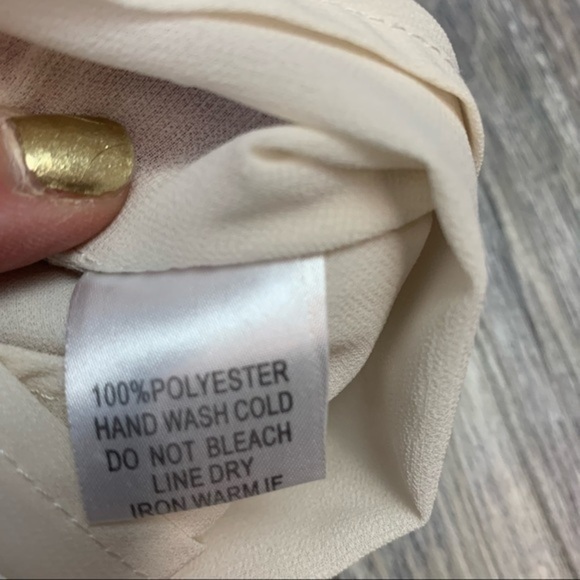 100%POLYESTER
HAND WASH COLD
DO NOT BLEACH
LINE DRY
IRON WARM IF